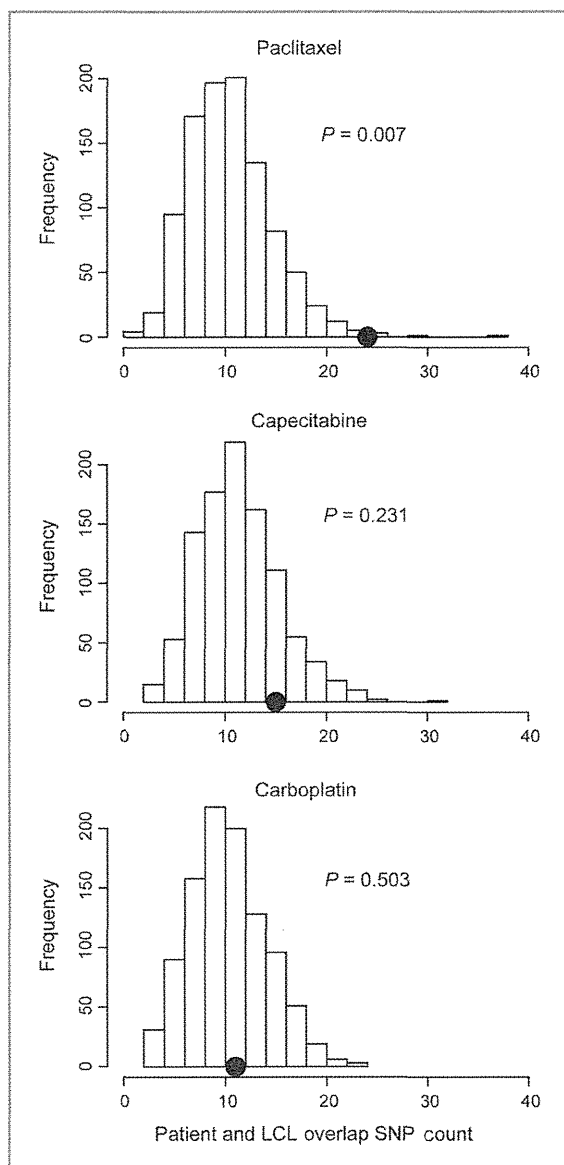 Paclitaxel
P = 0.007
Frequency
200
150
100
50
0
0 10 20 30 40
Capecitabine
P = 0.231
Frequency
200
150
100
50
0
0 10 20 30 40
Carboplatin
P = 0.503
Frequency
200
150
100
50
0
0 10 20 30 40
Patient and LCL overlap SNP count